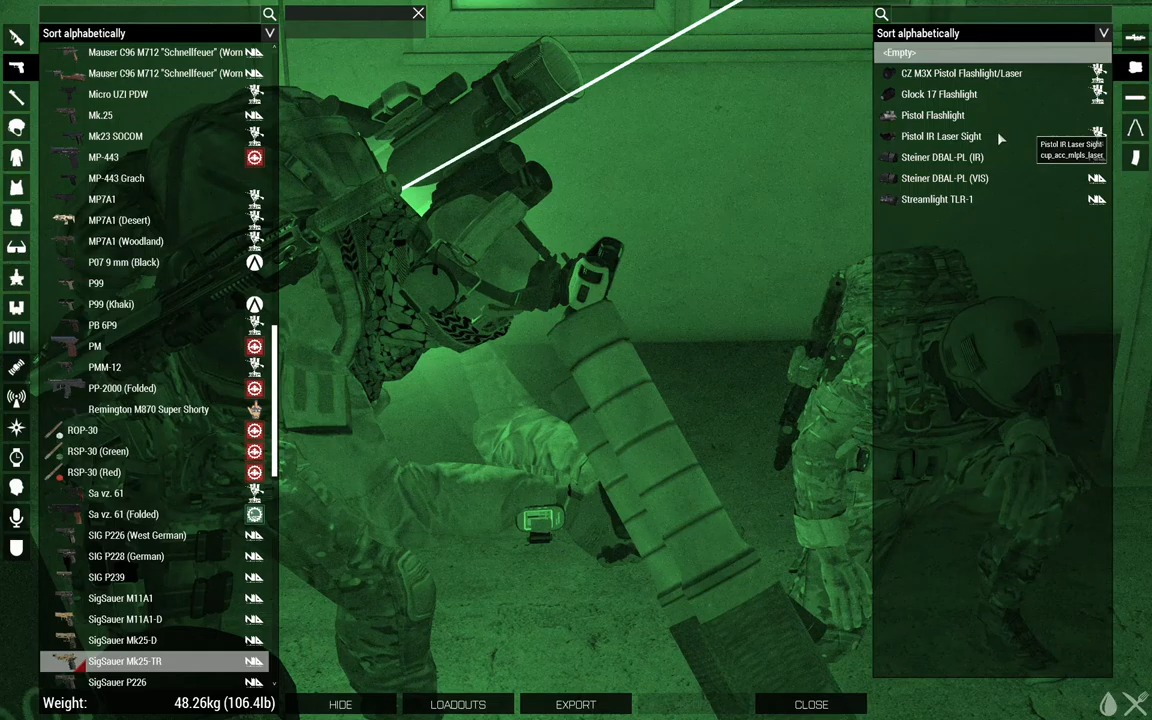 Sort alphabetically
Mauser C96 M712 "Schnellfeuer" (Worn
Mauser C96 M712 "Schnellfeuer" (Worn
Micro UZI PDW
Mk.25
Mk23 SOCOM
MP-443
MP-443 Grach
MP7A1
MP7A1 (Desert)
MP7A1 (Woodland)
P07 9 mm (Black)
P99
P99 (Khaki)
PB 6P9
PM
PMM-12
PP-2000 (Folded)
Remington M870 Super Shorty
ROP-30
RSP-30 (Green)
RSP-30 (Red)
Sa vz. 61
Sa vz. 61 (Folded)
SIG P226 (West German)
SIG P228 (German)
SIG P239
SigSauer M11A1
SigSauer M11A1-D
SigSauer Mk25-D
SigSauer Mk25-TR
SigSauer P226
Weight: 48.26kg (106.4lb)
HIDE
LOADOUTS
EXPORT
CLOSE
Sort alphabetically
<Empty>
CZ M3X Pistol Flashlight/Laser
Glock 17 Flashlight
Pistol Flashlight
Pistol IR Laser Sight
Steiner DBAL-PL (IR)
Steiner DBAL-PL (VIS)
Streamlight TLR-1
Pistol IR Laser Sight
cup_acc_mlpls_laser